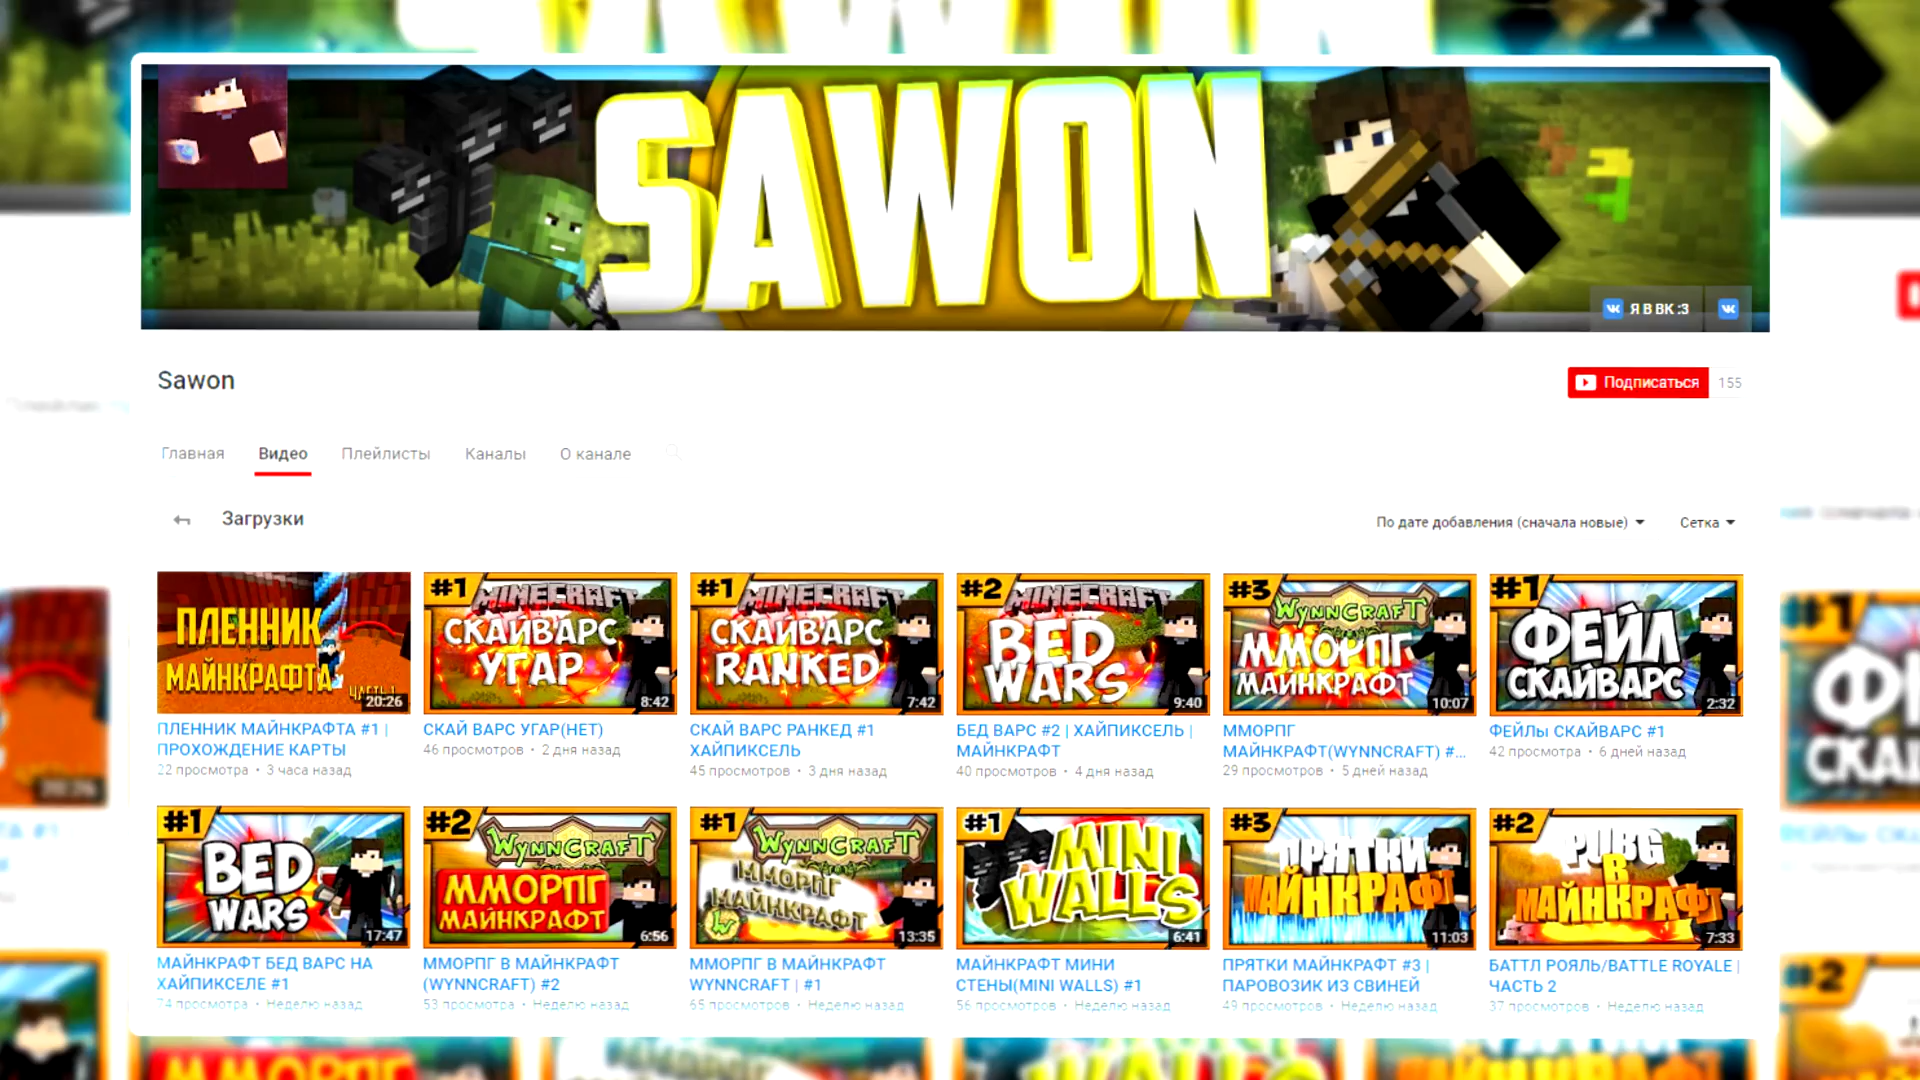 SAWON
Я В ВК :3
Sawon
Подписаться 155
Главная Видео Плейлисты Каналы О канале
Загрузки
По дате добавления (сначала новые) Сетка
ПЛЕННИК
МАЙНКРАФТА
ЧАСТЬ 1
20:26
ПЛЕННИК МАЙНКРАФТА #1 |
ПРОХОЖДЕНИЕ КАРТЫ
22 просмотра • 3 часа назад
#1
MINECRAFT
СКАЙВАРС
УГАР
8:42
СКАЙ ВАРС УГАР(НЕТ)
46 просмотров • 2 дня назад
#1
MINECRAFT
СКАЙВАРС
RANKED
7:42
СКАЙ ВАРС РАНКЕД #1
ХАЙПИКСЕЛЬ
45 просмотров • 3 дня назад
#2
MINECRAFT
BED
WARS
9:40
БЕД ВАРС #2 | ХАЙПИКСЕЛЬ |
МАЙНКРАФТ
40 просмотров • 4 дня назад
#3
WYNNCRAFT
ММОРПГ
МАЙНКРАФТ
10:07
ММОРПГ
МАЙНКРАФТ(WYNNCRAFT) #...
29 просмотров • 5 дней назад
#1
ФЕЙЛ
СКАЙВАРС
2:32
ФЕЙЛы СКАЙВАРС #1
42 просмотра • 6 дней назад
#1
BED
WARS
17:47
МАЙНКРАФТ БЕД ВАРС НА
ХАЙПИКСЕЛЕ #1
74 просмотра • Неделю назад
#2
WYNNCRAFT
ММОРПГ
МАЙНКРАФТ
6:56
ММОРПГ В МАЙНКРАФТ
(WYNNCRAFT) #2
53 просмотра • Неделю назад
#1
WYNNCRAFT
ММОРПГ
МАЙНКРАФТ
13:35
ММОРПГ В МАЙНКРАФТ
WYNNCRAFT | #1
65 просмотров • Неделю назад
#1
MINI
WALLS
6:41
МАЙНКРАФТ МИНИ
СТЕНЫ(MINI WALLS) #1
56 просмотров • Неделю назад
#3
ПРЯТКИ
МАЙНКРАФТ
11:03
ПРЯТКИ МАЙНКРАФТ #3 |
ПАРОВОЗИК ИЗ СВИНЕЙ
49 просмотров • Неделю назад
#2
PUBG
В
МАЙНКРАФТ
7:33
БАТТЛ РОЯЛЬ/BATTLE ROYALE |
ЧАСТЬ 2
37 просмотров • Неделю назад